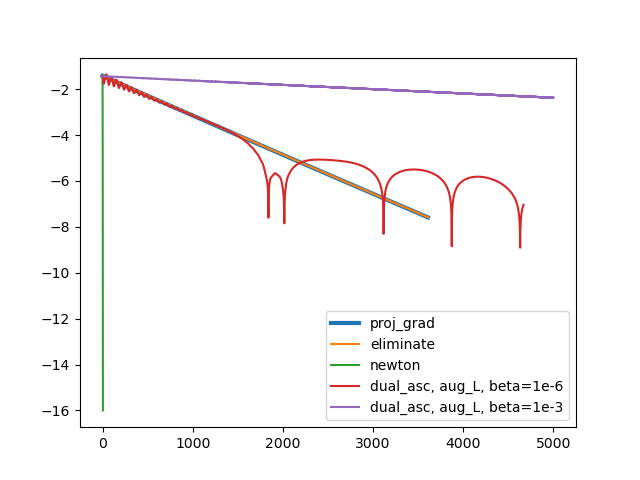 −2
−4
−6
−8
−10
−12
−14
−16
0
1000
2000
3000
4000
5000
proj_grad
eliminate
newton
dual_asc, aug_L, beta=1e-6
dual_asc, aug_L, beta=1e-3